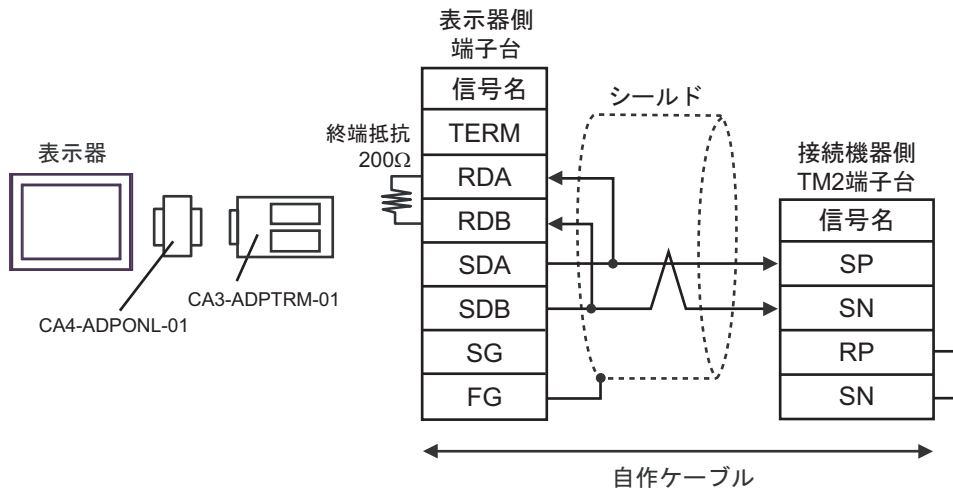 表示器
CA4-ADPONL-01
CA3-ADPTRM-01
終端抵抗
200Ω
表示器側
端子台
信号名
TERM
RDA
RDB
SDA
SDB
SG
FG
シールド
接続機器側
TM2端子台
信号名
SP
SN
RP
SN
自作ケーブル